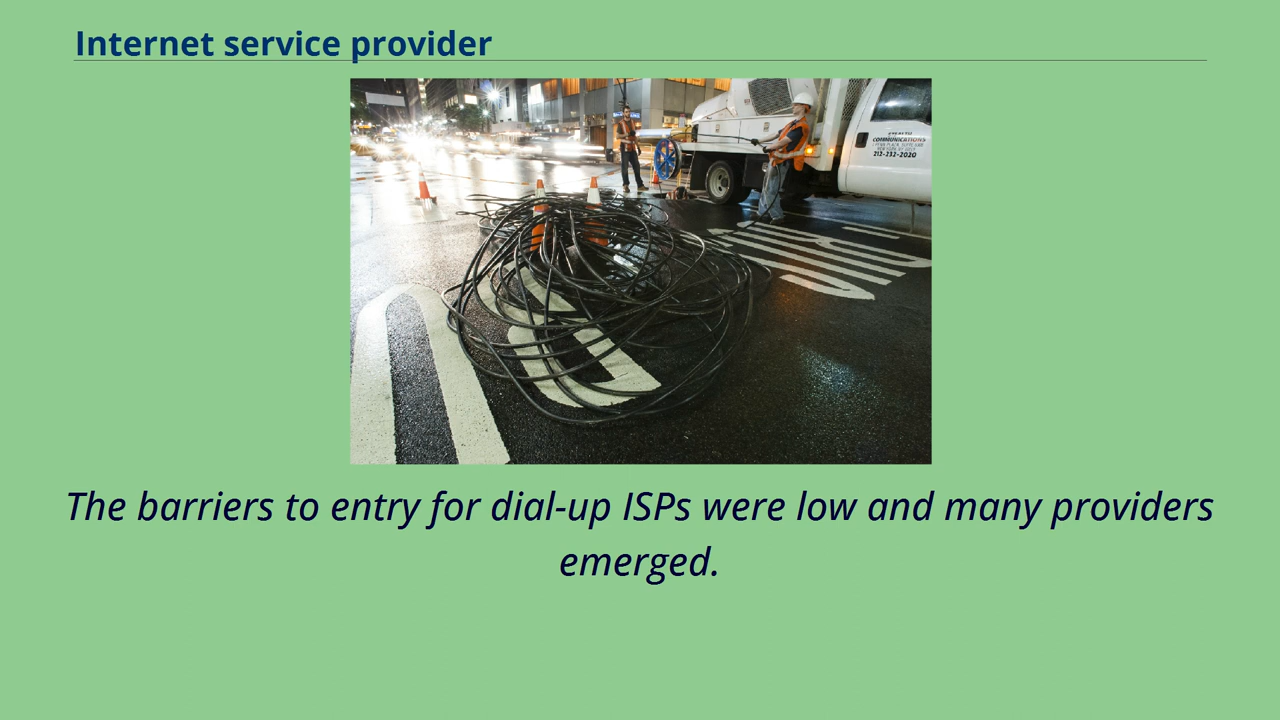 Internet service provider
STEALTH
COMMUNICATIONS
212-232-2020
The barriers to entry for dial-up ISPs were low and many providers
emerged.